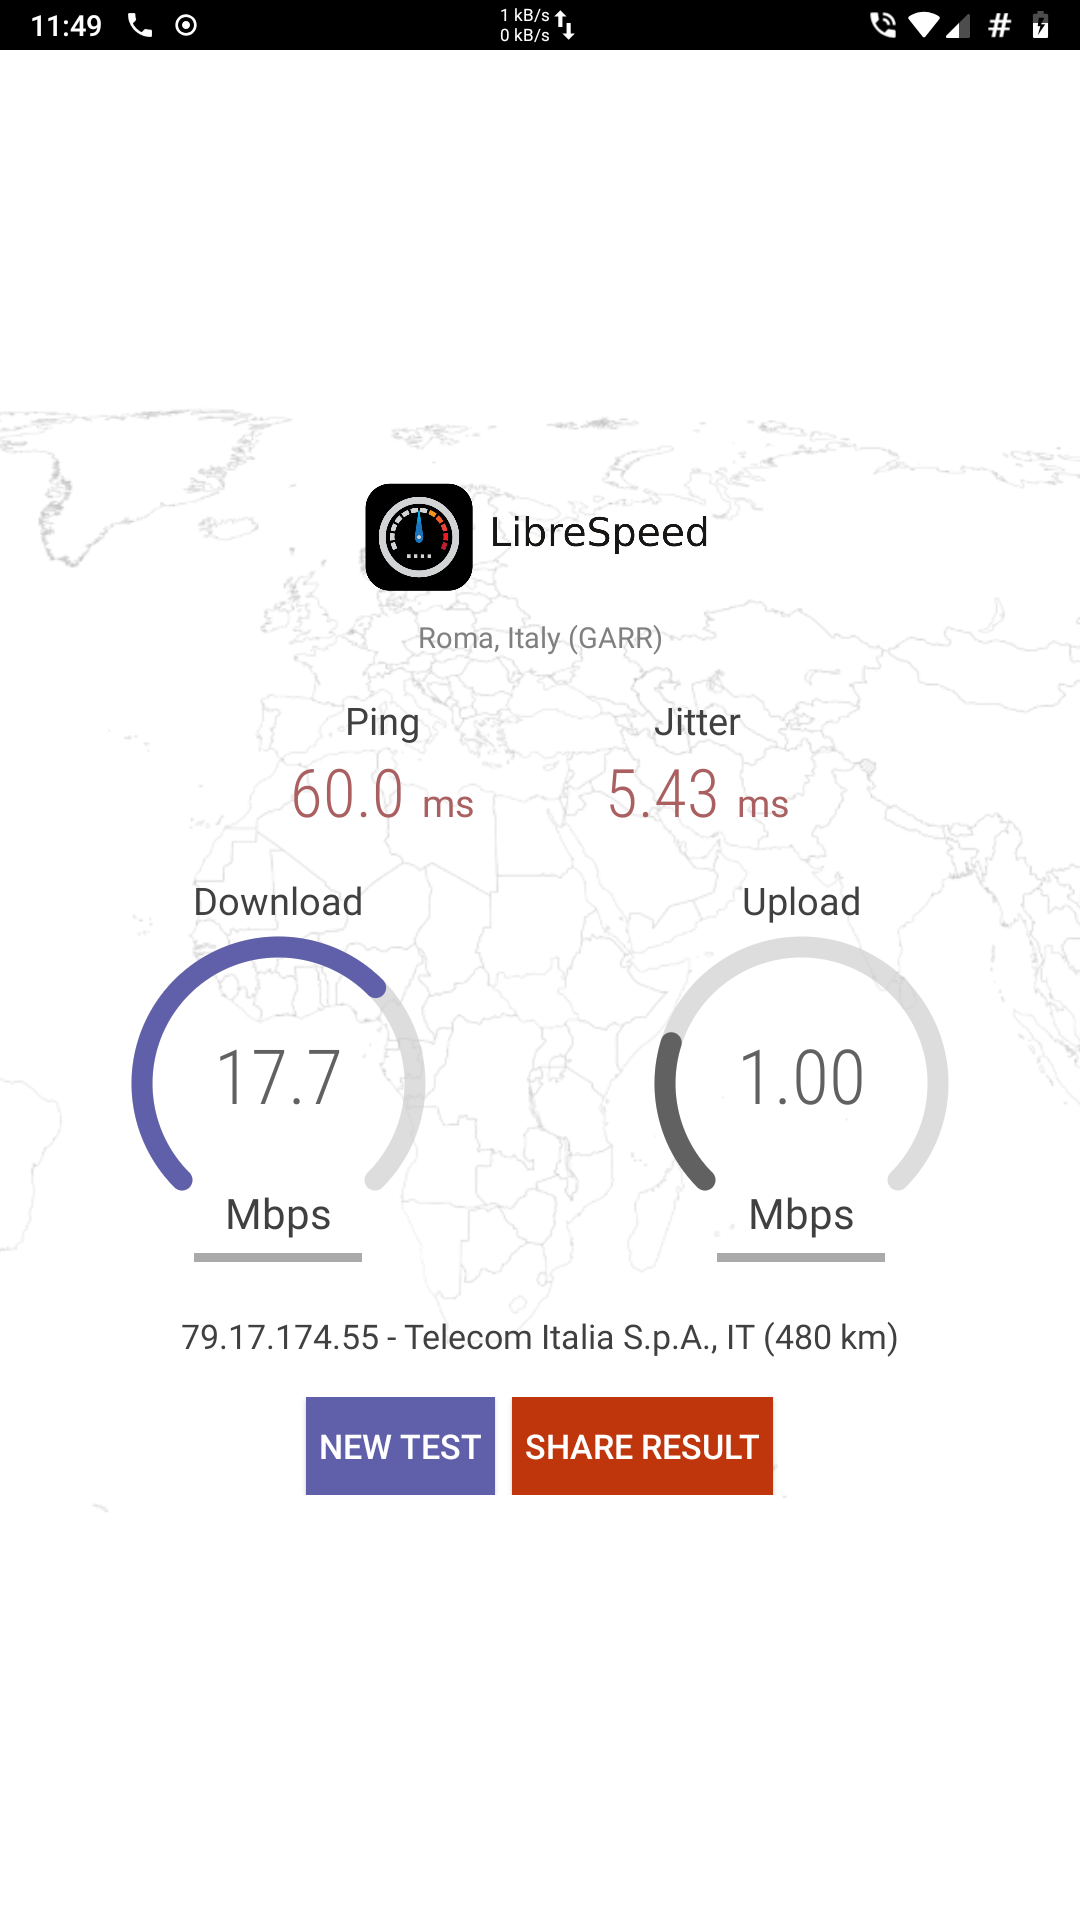 11:49
1 kB/s
0 kB/s
#
LibreSpeed
Roma, Italy (GARR)
Ping Jitter
60.0 ms 5.43 ms
Download Upload
17.7 1.00
Mbps Mbps
79.17.174.55 - Telecom Italia S.p.A., IT (480 km)
NEW TEST SHARE RESULT